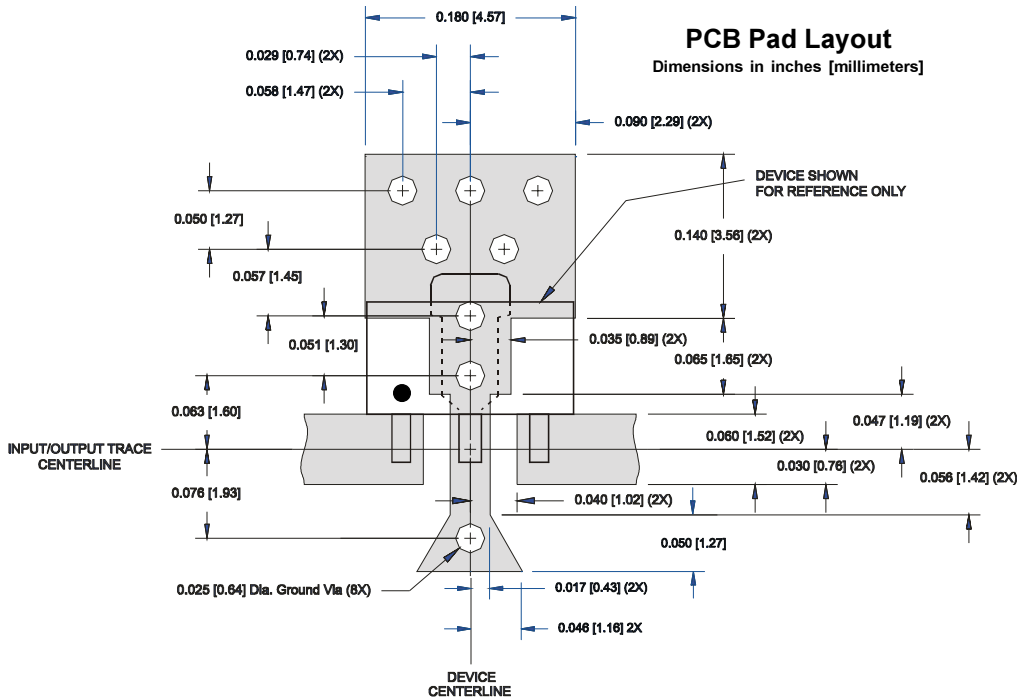 0.180 [4.57]
PCB Pad Layout
Dimensions in inches [millimeters]
0.029 [0.74] (2X)
0.058 [1.47] (2X)
0.090 [2.29] (2X)
DEVICE SHOWN
FOR REFERENCE ONLY
0.050 [1.27]
0.140 [3.56] (2X)
0.057 [1.45]
0.051 [1.30]
0.035 [0.89] (2X)
0.065 [1.65] (2X)
0.063 [1.60]
0.047 [1.19] (2X)
0.060 [1.52] (2X)
INPUT/OUTPUT TRACE
CENTERLINE
0.030 [0.76] (2X)
0.056 [1.42] (2X)
0.076 [1.93]
0.040 [1.02] (2X)
0.050 [1.27]
0.025 [0.64] Dia. Ground Via (8X)
0.017 [0.43] (2X)
0.046 [1.16] 2X
DEVICE
CENTERLINE